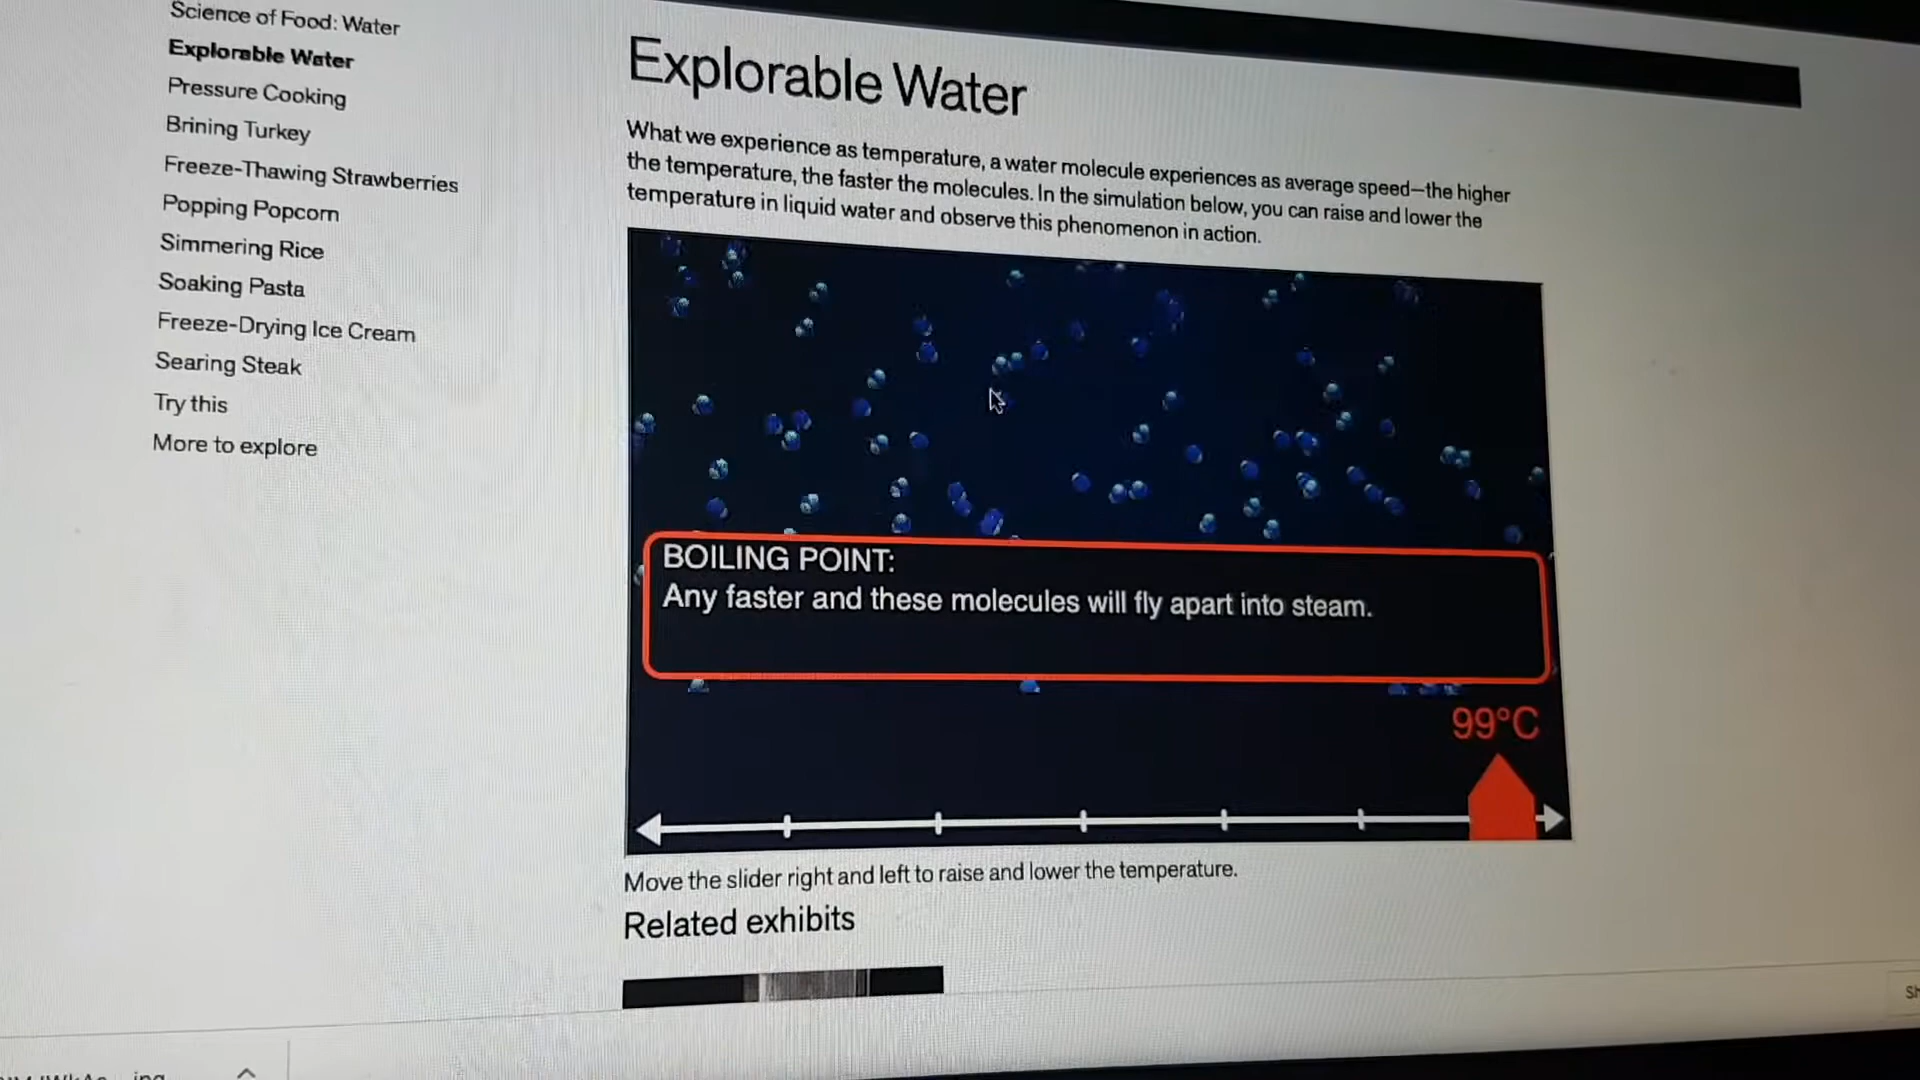 Science of Food: Water
Explorable Water
Pressure Cooking
Brining Turkey
Freeze-Thawing Strawberries
Popping Popcorn
Simmering Rice
Soaking Pasta
Freeze-Drying Ice Cream
Searing Steak
Try this
More to explore
Explorable Water
What we experience as temperature, a water molecule experiences as average speed—the higher
the temperature, the faster the molecules. In the simulation below, you can raise and lower the
temperature in liquid water and observe this phenomenon in action.
BOILING POINT:
Any faster and these molecules will fly apart into steam.
99°C
Move the slider right and left to raise and lower the temperature.
Related exhibits